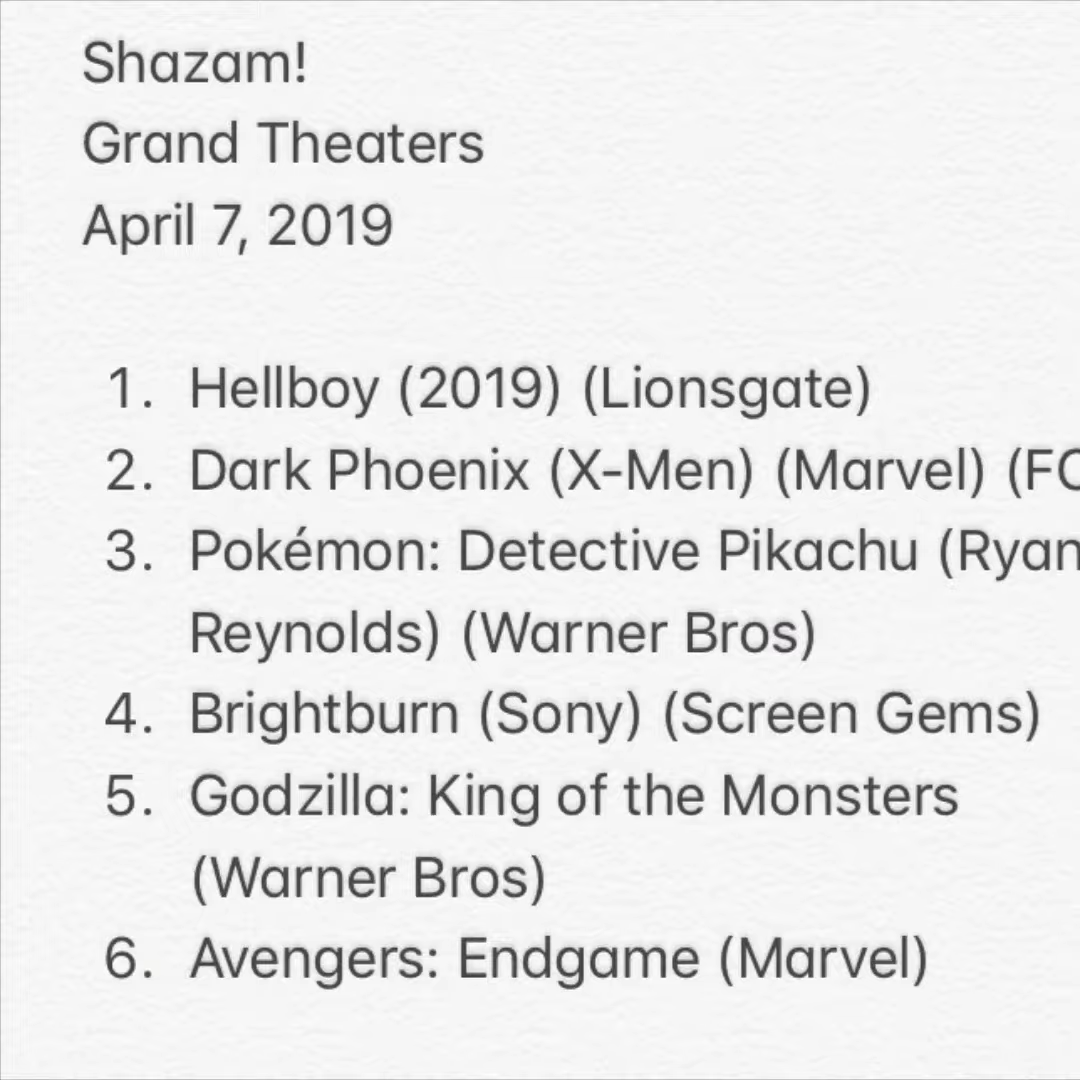 Shazam!
Grand Theaters
April 7, 2019
1. Hellboy (2019) (Lionsgate)
2. Dark Phoenix (X-Men) (Marvel)
3. Pokémon: Detective Pikachu (Ryan
Reynolds) (Warner Bros)
4. Brightburn (Sony) (Screen Gems)
5. Godzilla: King of the Monsters
(Warner Bros)
6. Avengers: Endgame (Marvel)